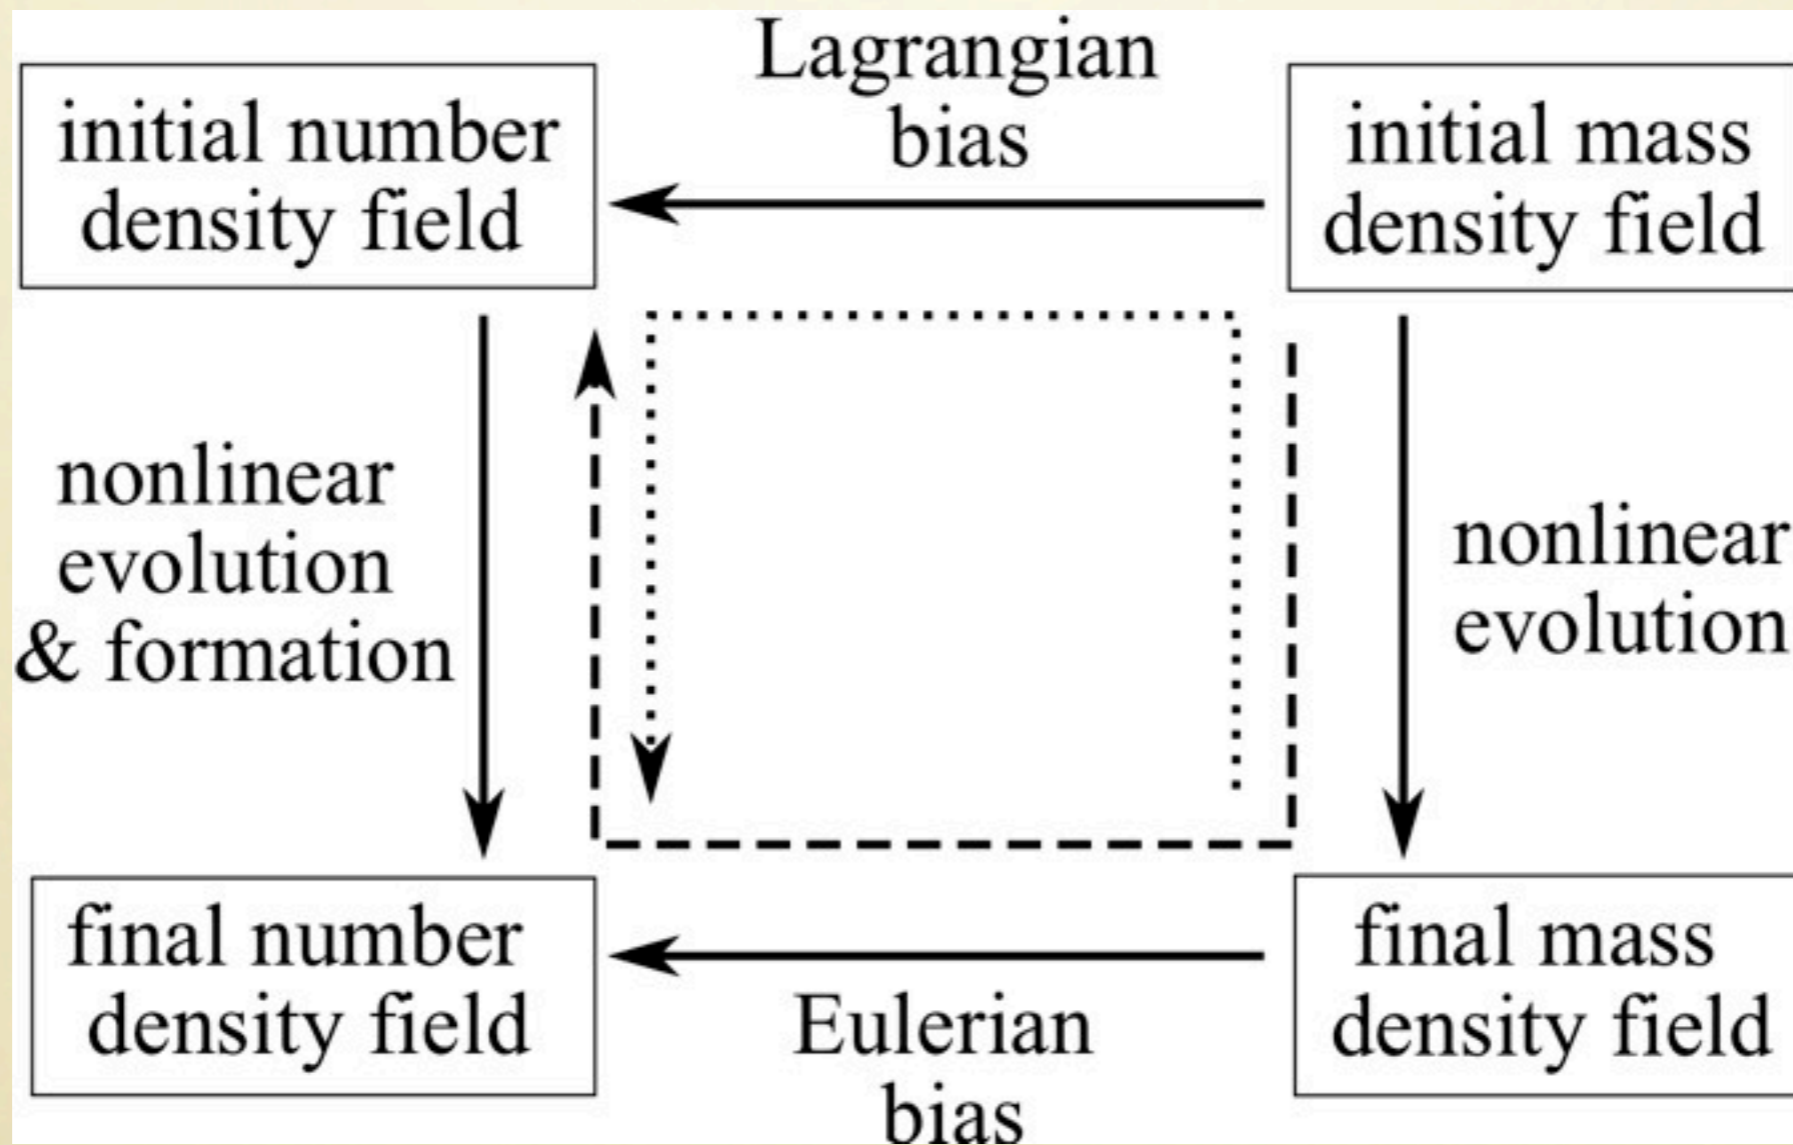 Lagrangian
bias
initial number
density field
initial mass
density field
nonlinear
evolution
& formation
nonlinear
evolution
final number
density field
Eulerian
bias
final mass
density field